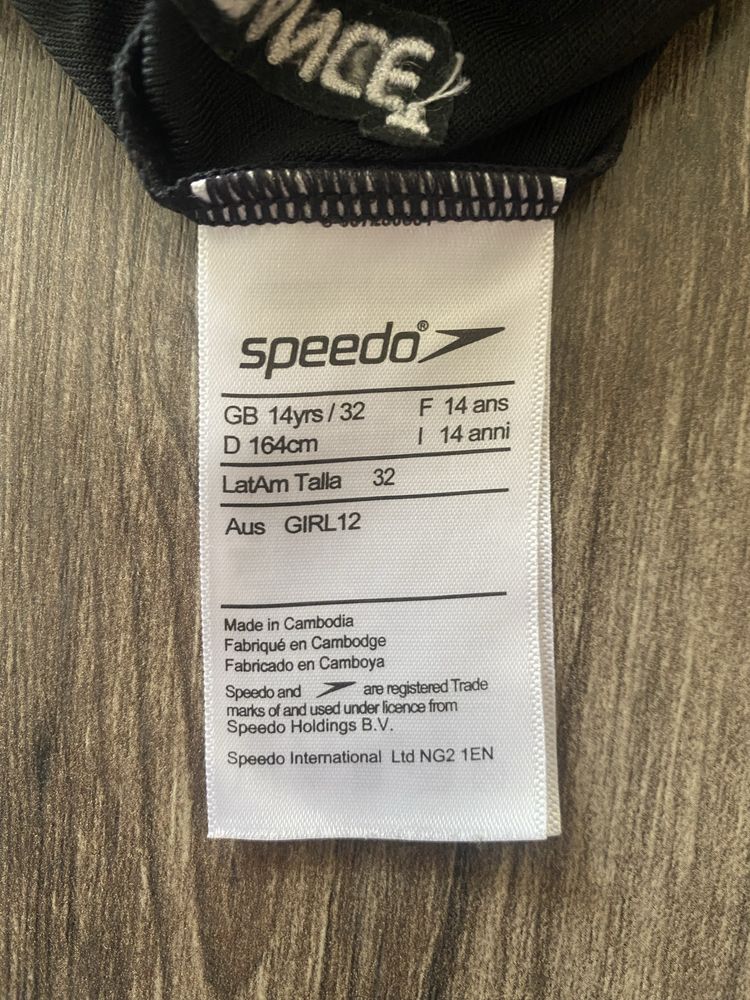 speedo®
GB 14yrs / 32 F 14 ans
D 164cm I 14 anni
LatAm Talla 32
Aus GIRL12
Made in Cambodia
Fabriqué en Cambodge
Fabricado en Camboya
Speedo and are registered Trade
marks of and used under licence from
Speedo Holdings B.V.
Speedo International Ltd NG2 1EN